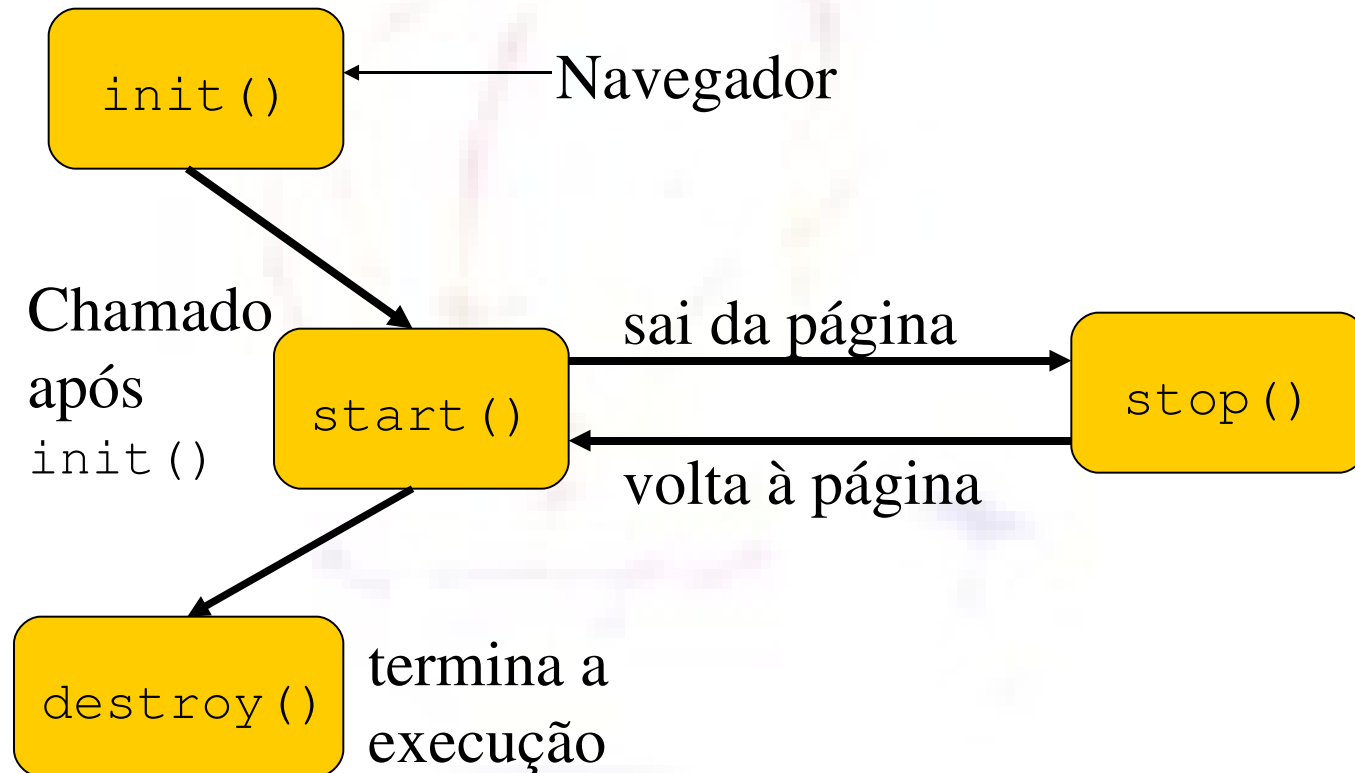 init()
Navegador
Chamado
após
init()
start()
sai da página
volta à página
stop()
destroy()
termina a
execução